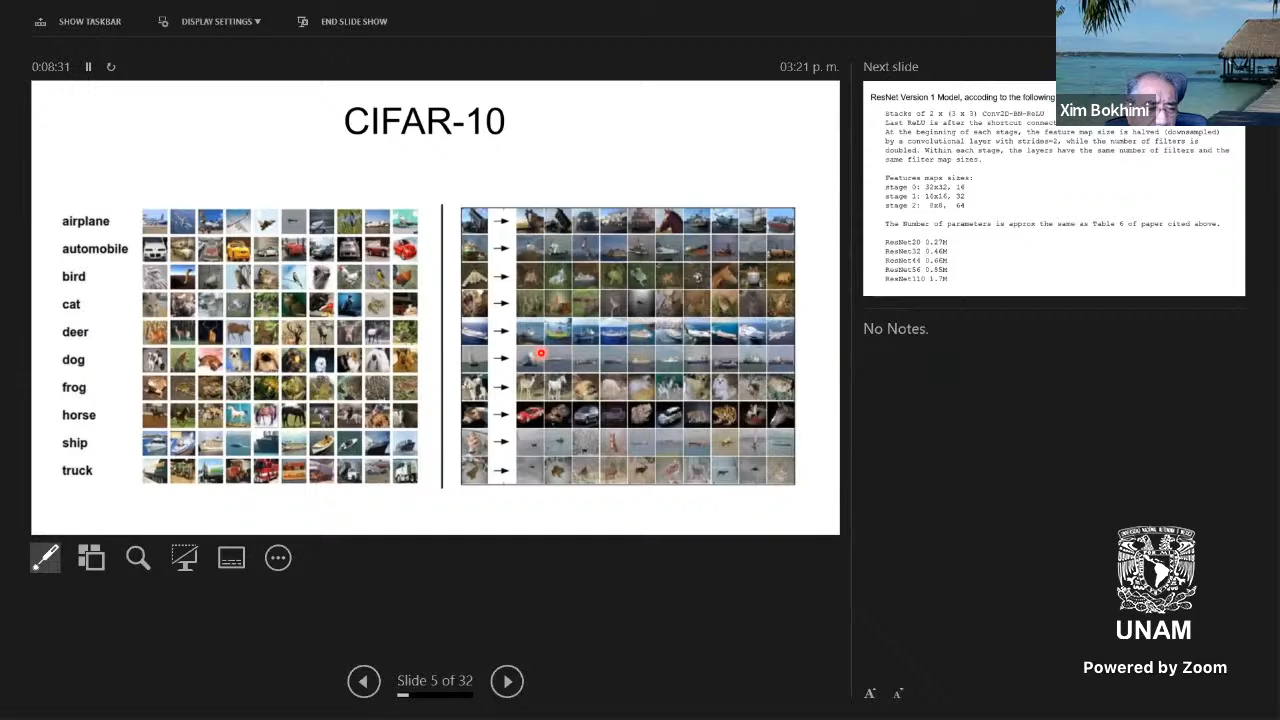 SHOW TASKBAR
DISPLAY SETTINGS ▼
END SLIDE SHOW
0:08:31
03:21 p. m.
CIFAR-10
airplane
automobile
bird
cat
deer
dog
frog
horse
ship
truck
Slide 5 of 32
Next slide
ResNet Version 1 Model, acoding to the following
Stacks of 2 x (3 x 3) Conv2D-BN-ReLU
Last ReLU is after the shortcut connect
At the beginning of each stage, the feature map size is halved (downsampled)
by a convolutional layer with strides=2, while the number of filters is
doubled. Within each stage, the layers have the same number of filters and the
same filter map sizes.
Features maps sizes:
stage 0: 32x32, 16
stage 1: 16x16, 32
stage 2: 8x8, 64
The Number of parameters is approx the same as Table 6 of paper cited above.
ResNet20 0.27M
ResNet32 0.46M
ResNet44 0.66M
ResNet56 0.85M
ResNet110 1.7M
No Notes.
Xim Bokhimi
UNAM
Powered by Zoom
A
A